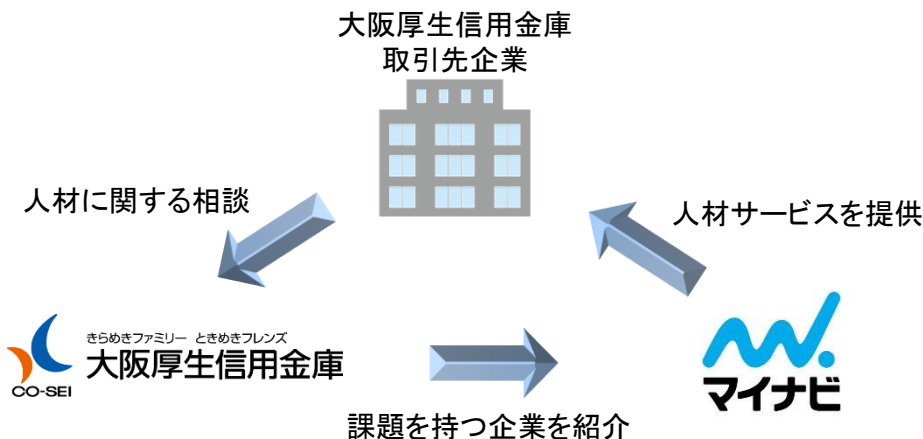 大阪厚生信用金庫
取引先企業
人材に関する相談
人材サービスを提供
きらめきファミリー ときめきフレンズ
大阪厚生信用金庫
CO-SEI
マイナビ
課題を持つ企業を紹介